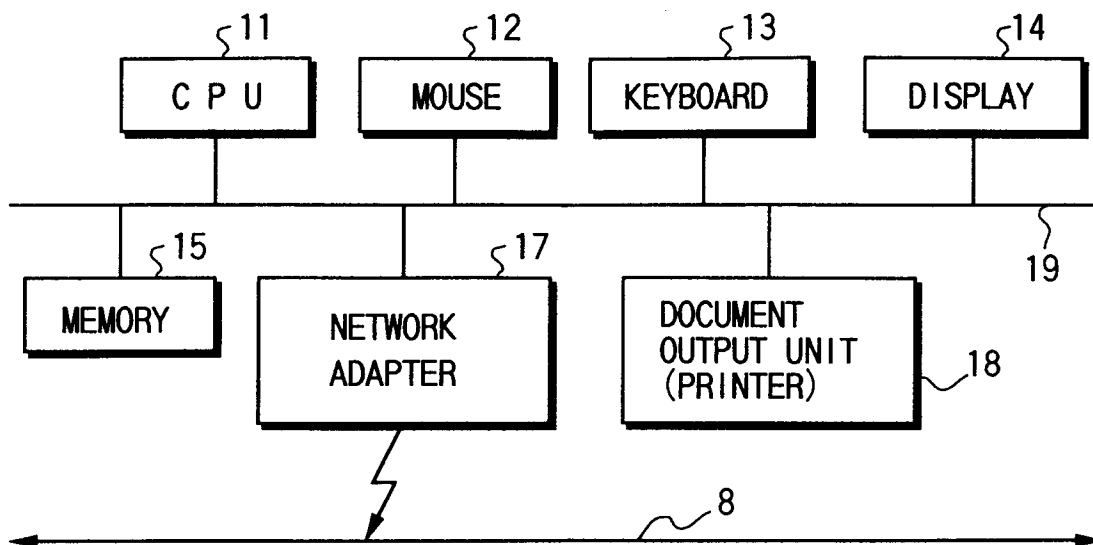 11
12
13
14
C P U
MOUSE
KEYBOARD
DISPLAY
15
17
19
MEMORY
NETWORK
ADAPTER
DOCUMENT
OUTPUT UNIT
(PRINTER)
18
8